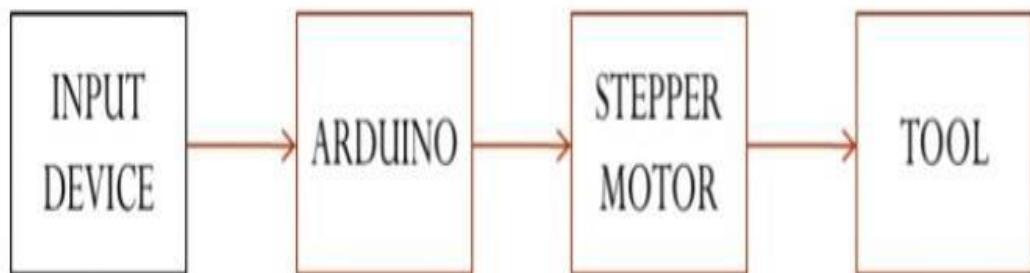 INPUT
DEVICE
ARDUINO
STEPPER
MOTOR
TOOL